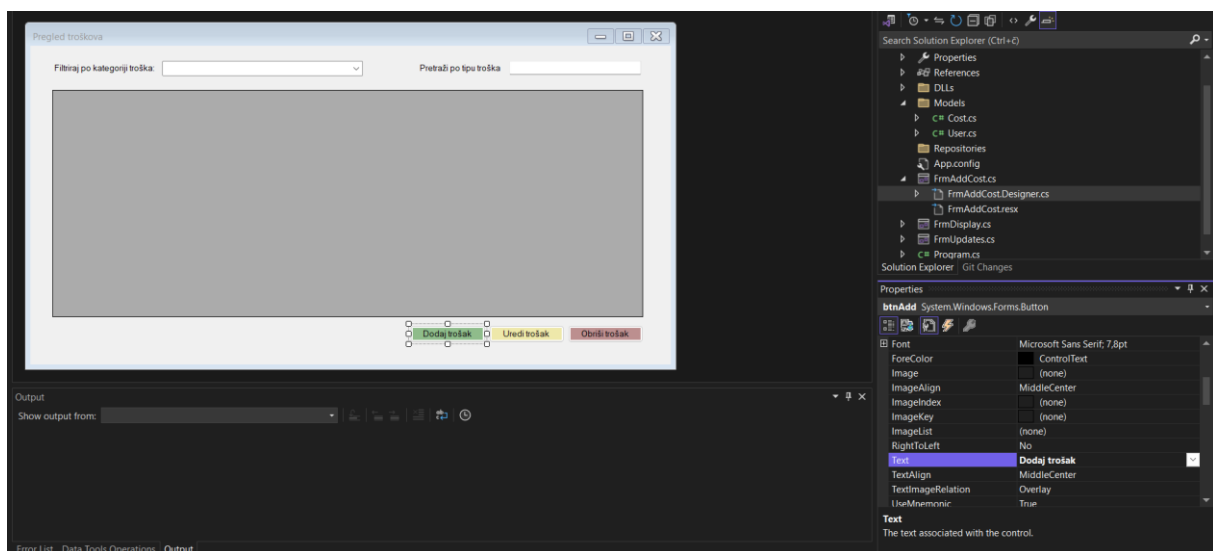 Pregled troškova
Filtriraj po kategoriji troška:
Pretraži po tipu troška
Dodaj trošak
Uredi trošak
Obriši trošak
Output
Show output from:
Error List Data Tools Operations Output
Search Solution Explorer (Ctrl+č)
Properties
References
DLLs
Models
C# Cost.cs
C# User.cs
Repositories
App.config
FrmAddCost.cs
FrmAddCost.Designer.cs
FrmAddCost.resx
FrmDisplay.cs
FrmUpdates.cs
C# Program.cs
Solution Explorer Git Changes
Properties
btnAdd System.Windows.Forms.Button
Font Microsoft Sans Serif; 7,8pt
ForeColor ControlText
Image (none)
ImageAlign MiddleCenter
ImageIndex (none)
ImageKey (none)
ImageList (none)
RightToLeft No
Text Dodaj trošak
TextAlign MiddleCenter
TextImageRelation Overlay
UseMnemonic True
Text
The text associated with the control.